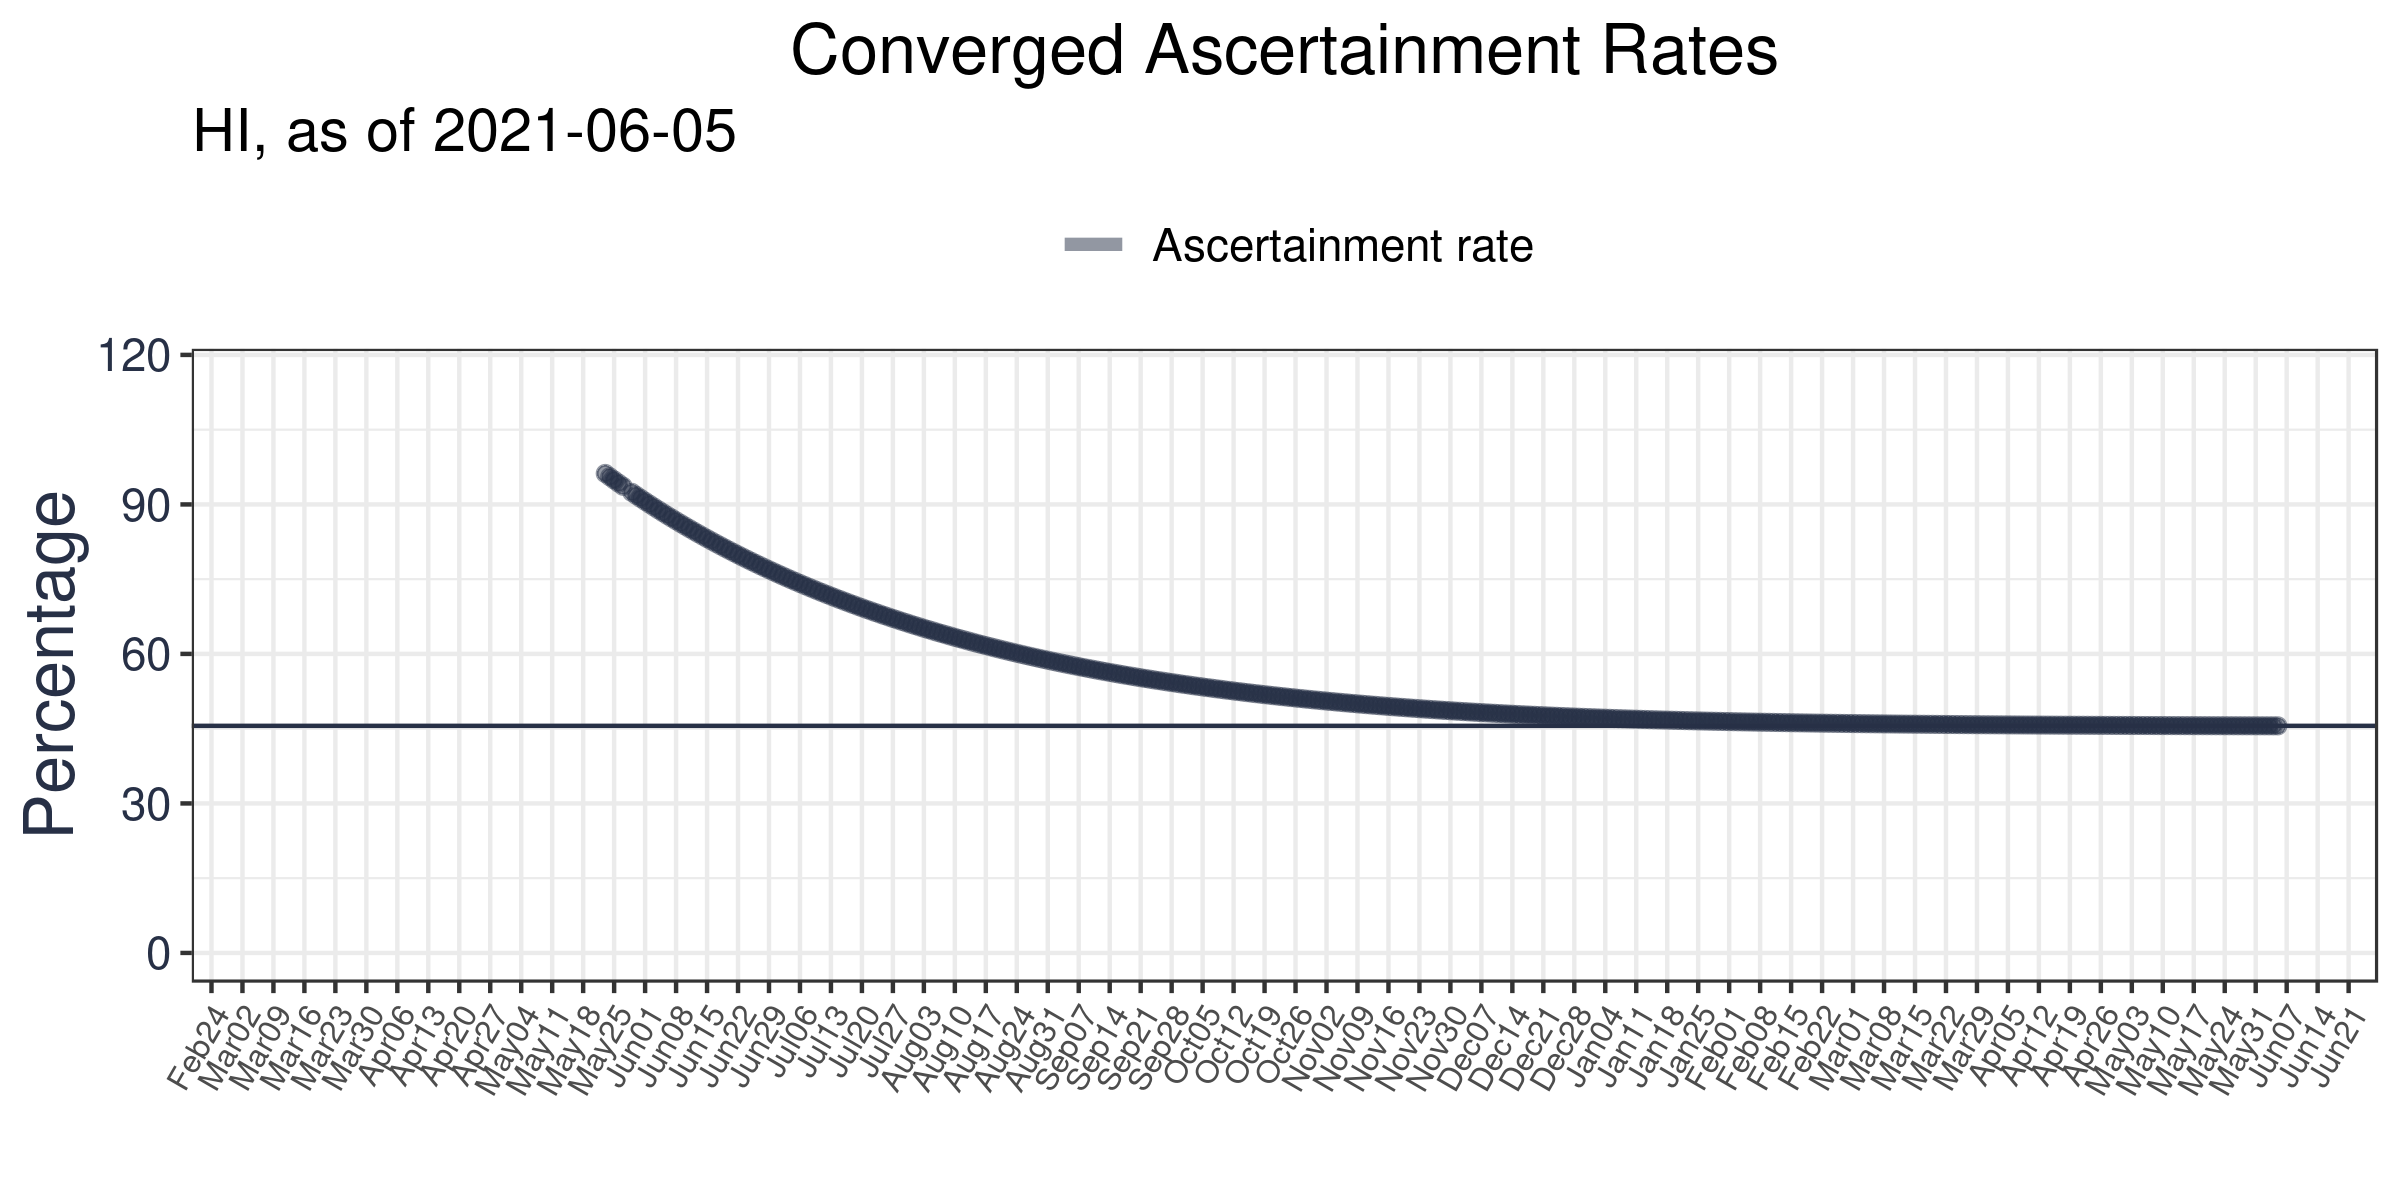 Converged Ascertainment Rates
HI, as of 2021-06-05
Ascertainment rate
Percentage
120
90
60
30
0
Feb24 Mar02 Mar09 Mar16 Mar23 Mar30 Apr06 Apr13 Apr20 Apr27 May04 May11 May18 May25 Jun01 Jun08 Jun15 Jun22 Jun29 Jul06 Jul13 Jul20 Jul27 Aug03 Aug10 Aug17 Aug24 Aug31 Sep07 Sep14 Sep21 Sep28 Oct05 Oct12 Oct19 Oct26 Nov02 Nov09 Nov16 Nov23 Nov30 Dec07 Dec14 Dec21 Dec28 Jan04 Jan11 Jan18 Jan25 Feb01 Feb08 Feb15 Feb22 Mar01 Mar08 Mar15 Mar22 Mar29 Apr05 Apr12 Apr19 Apr26 May03 May10 May17 May24 May31 Jun07 Jun14 Jun21